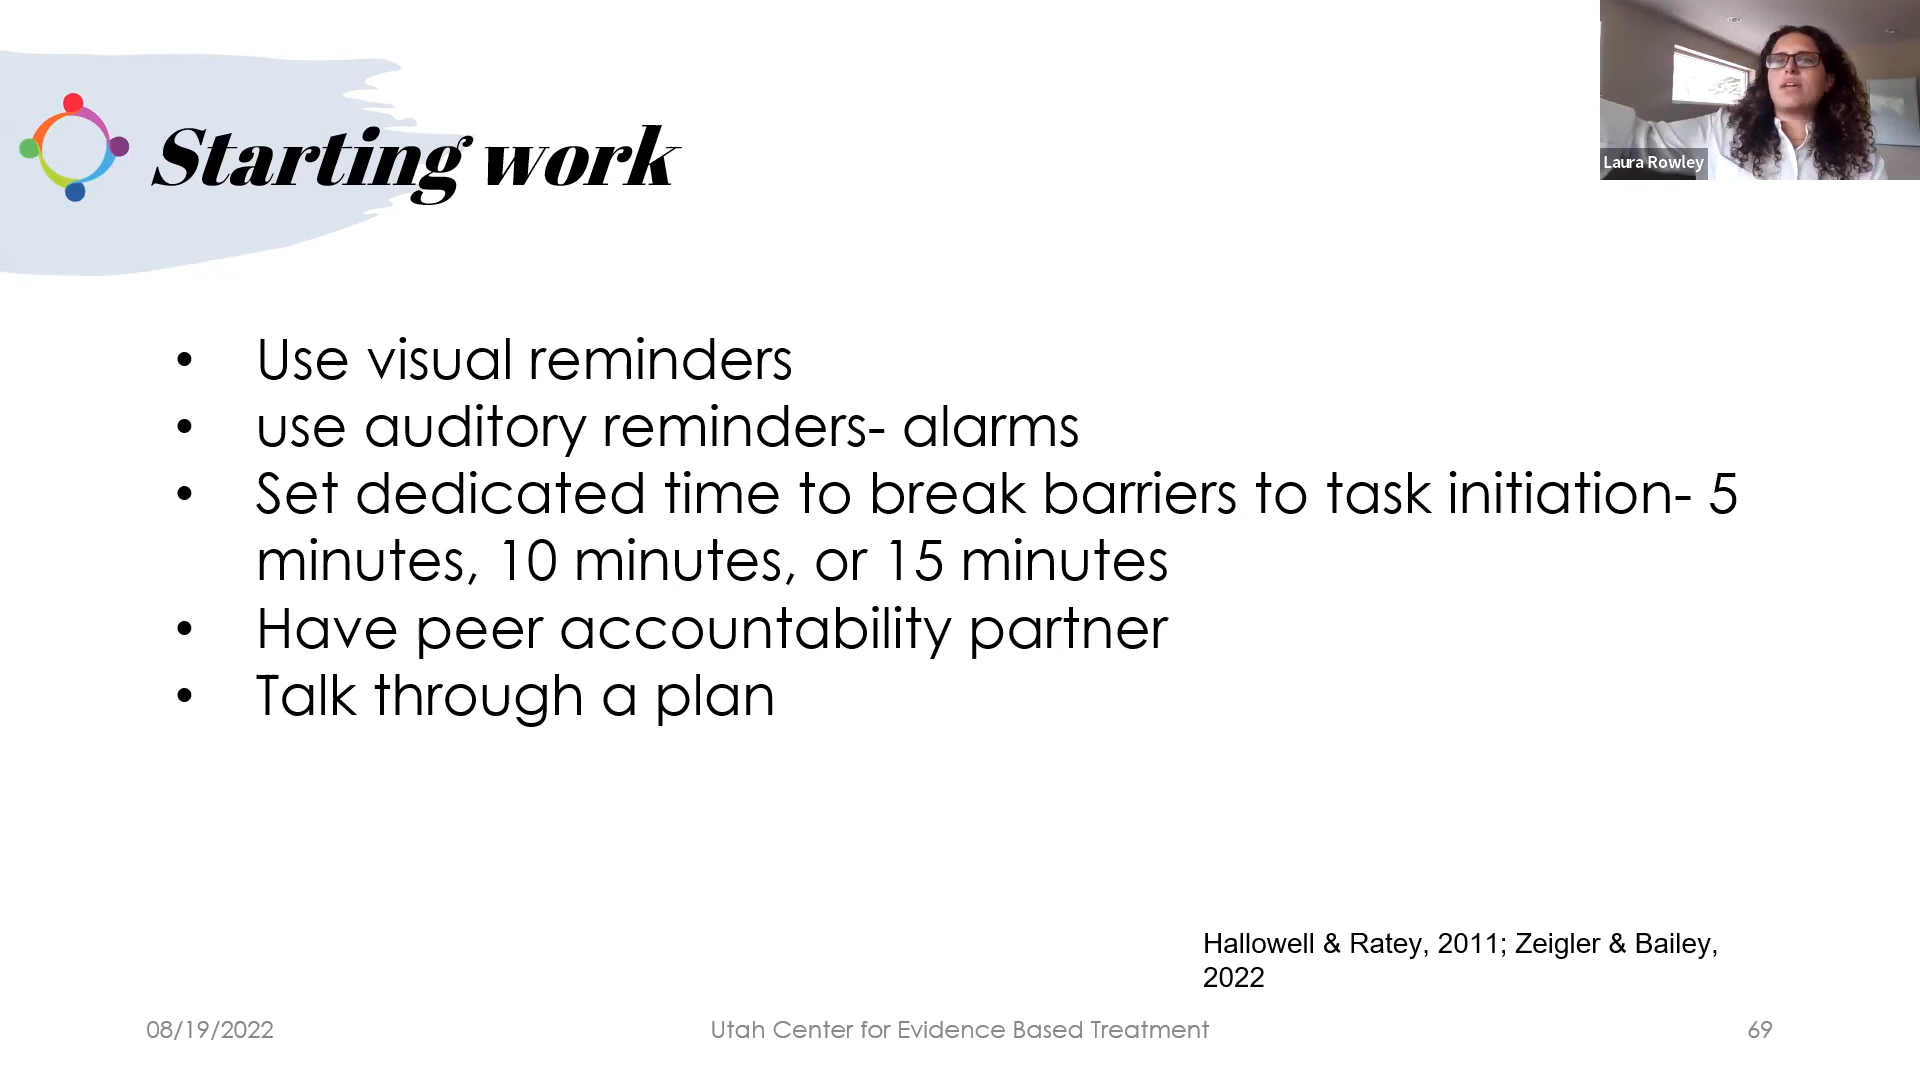 Laura Rowley
Starting work
• Use visual reminders
• use auditory reminders- alarms
• Set dedicated time to break barriers to task initiation- 5
minutes, 10 minutes, or 15 minutes
• Have peer accountability partner
• Talk through a plan
Hallowell & Ratey, 2011; Zeigler & Bailey,
2022
08/19/2022
Utah Center for Evidence Based Treatment
69